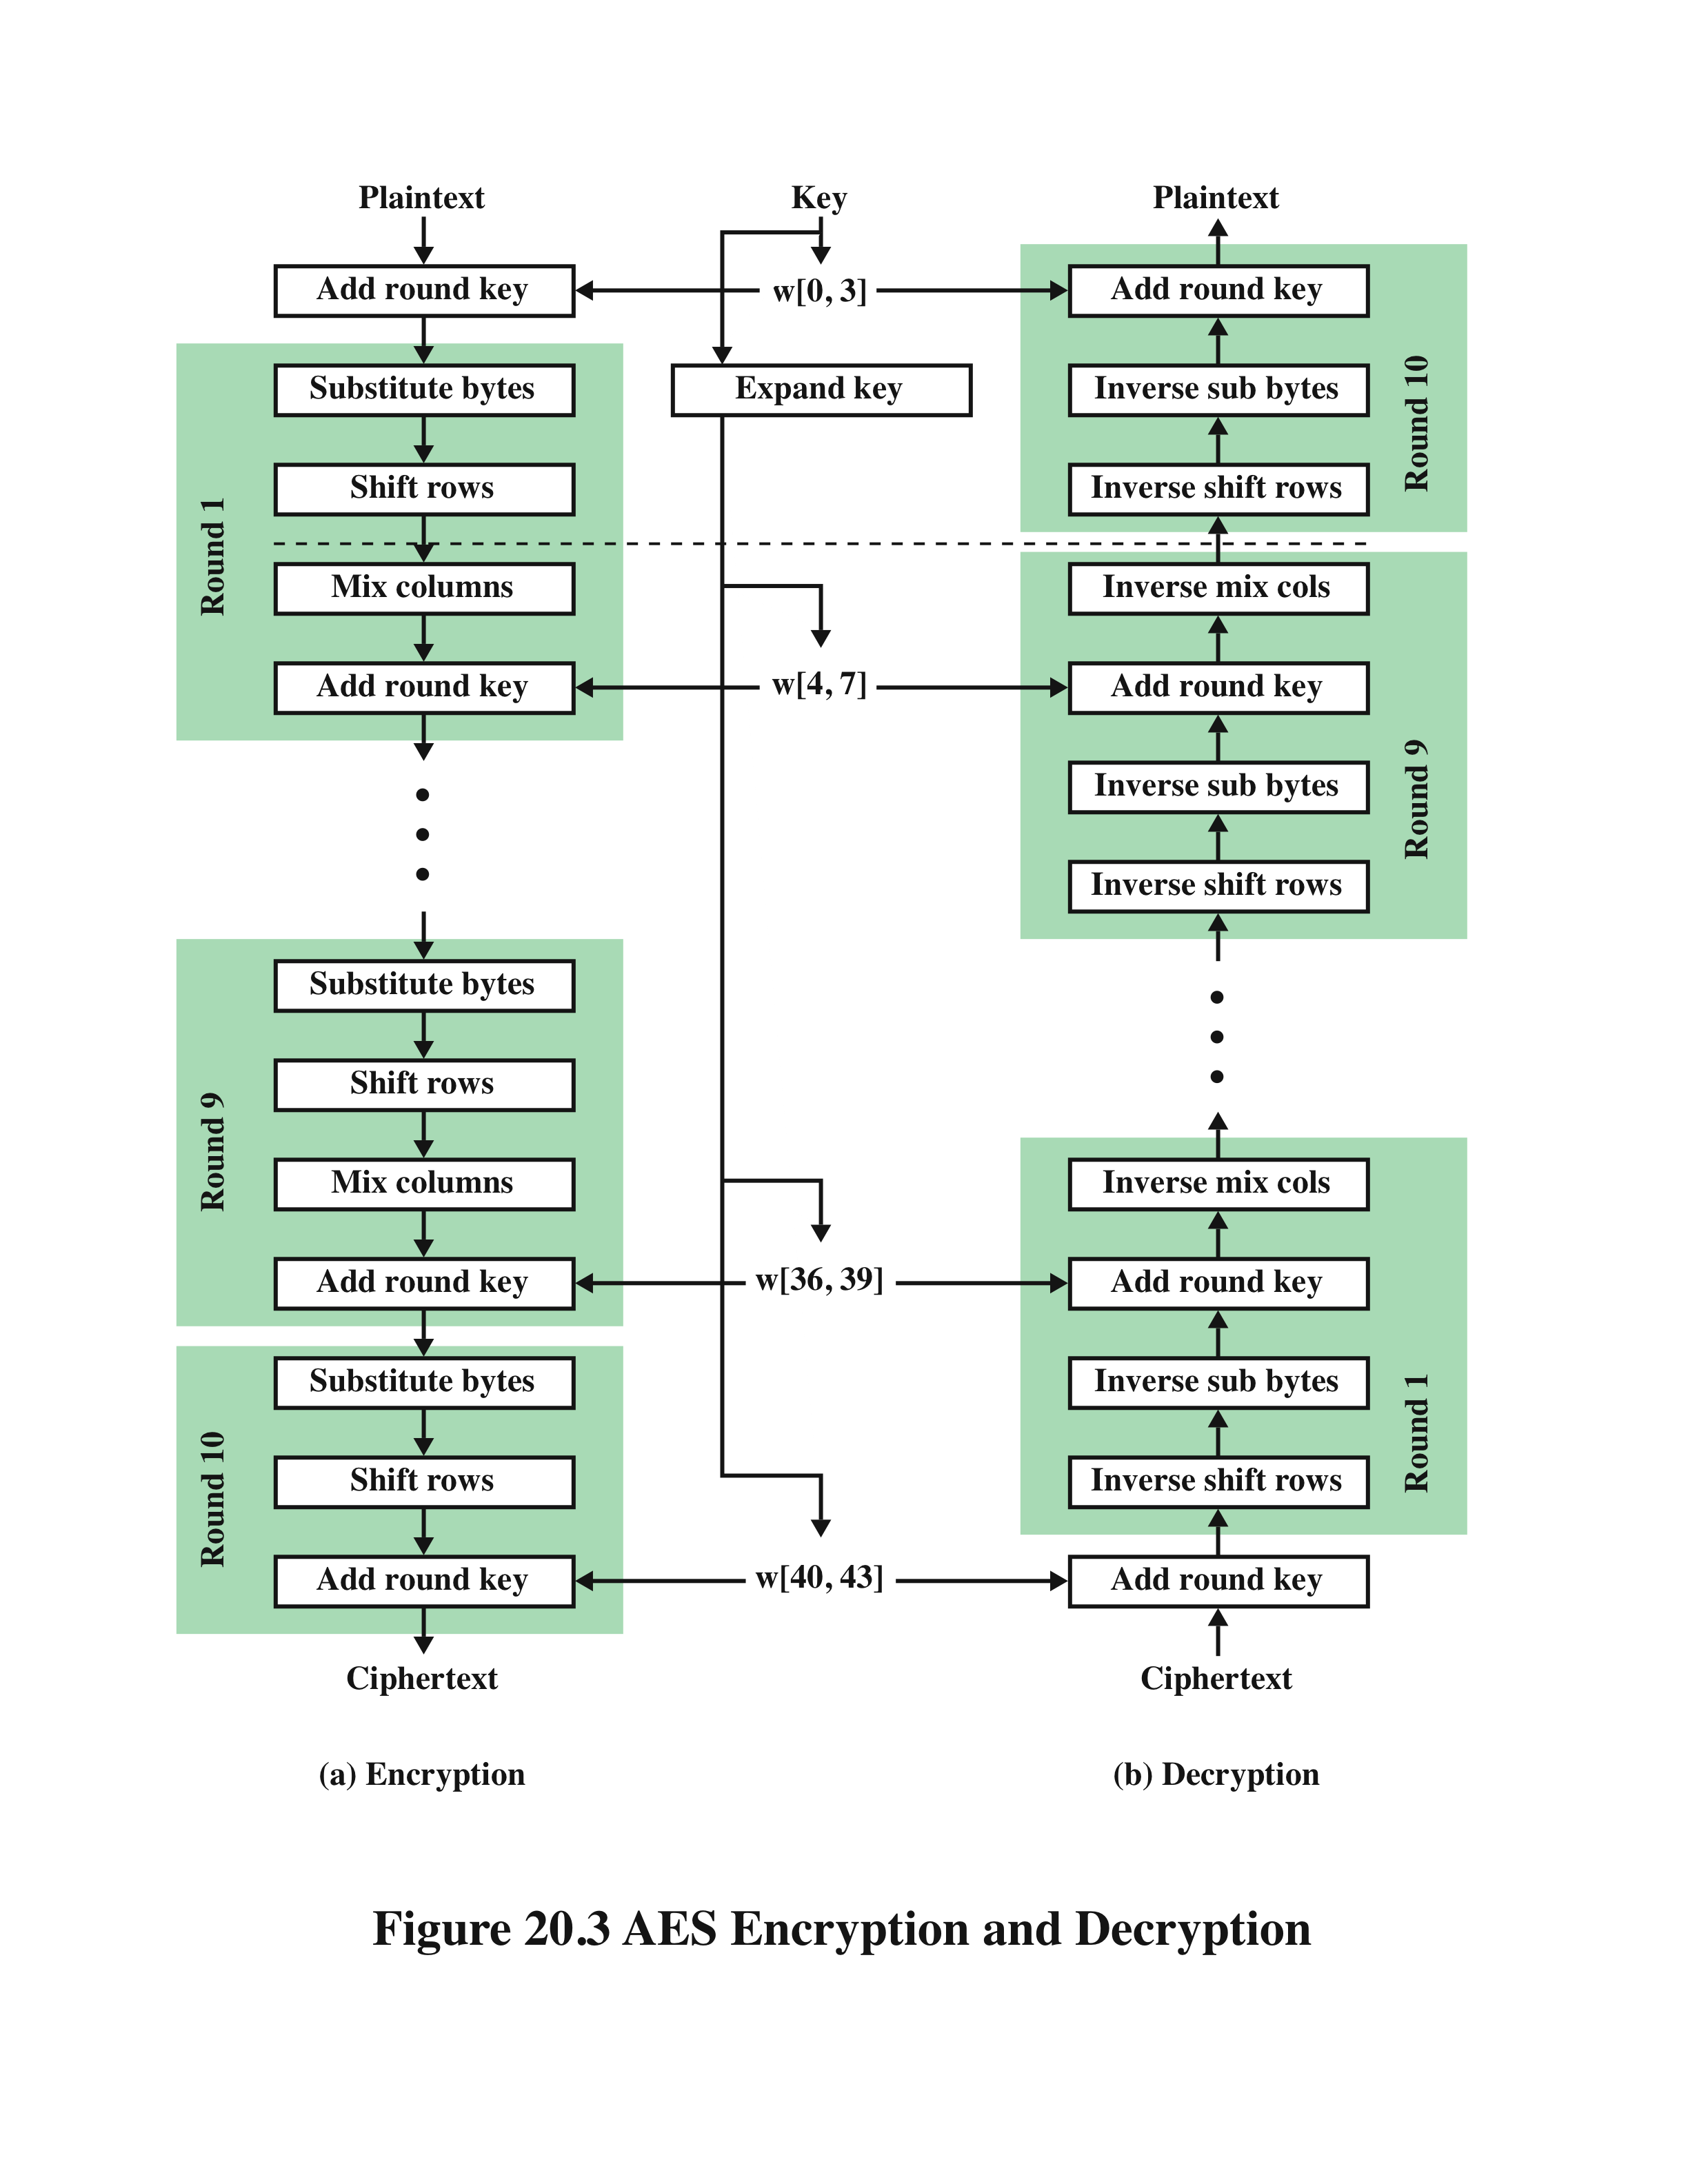 Plaintext
Key
Plaintext
Add round key
w[0, 3]
Add round key
Substitute bytes
Expand key
Inverse sub bytes
Round 10
Shift rows
Inverse shift rows
Round 1
Mix columns
Inverse mix cols
Add round key
w[4, 7]
Add round key
Inverse sub bytes
Round 9
Inverse shift rows
Substitute bytes
Shift rows
Round 9
Mix columns
Inverse mix cols
Add round key
w[36, 39]
Add round key
Substitute bytes
Inverse sub bytes
Round 1
Round 10
Shift rows
Inverse shift rows
Add round key
w[40, 43]
Add round key
Ciphertext
Ciphertext
(a) Encryption
(b) Decryption
Figure 20.3 AES Encryption and Decryption